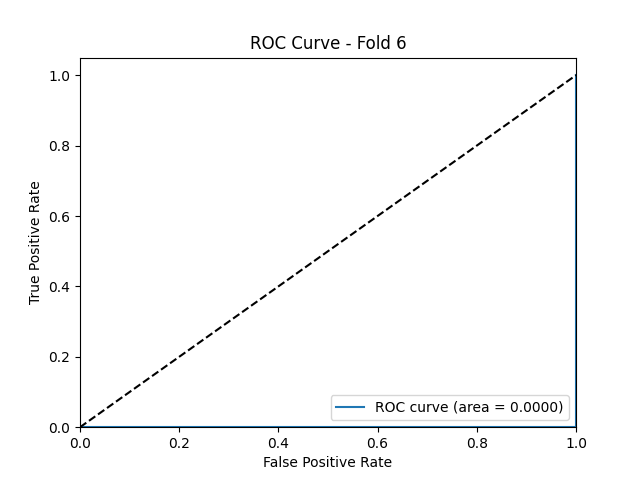 ROC Curve - Fold 6
True Positive Rate
1.0
0.8
0.6
0.4
0.2
0.0
ROC curve (area = 0.0000)
0.0 0.2 0.4 0.6 0.8 1.0
False Positive Rate